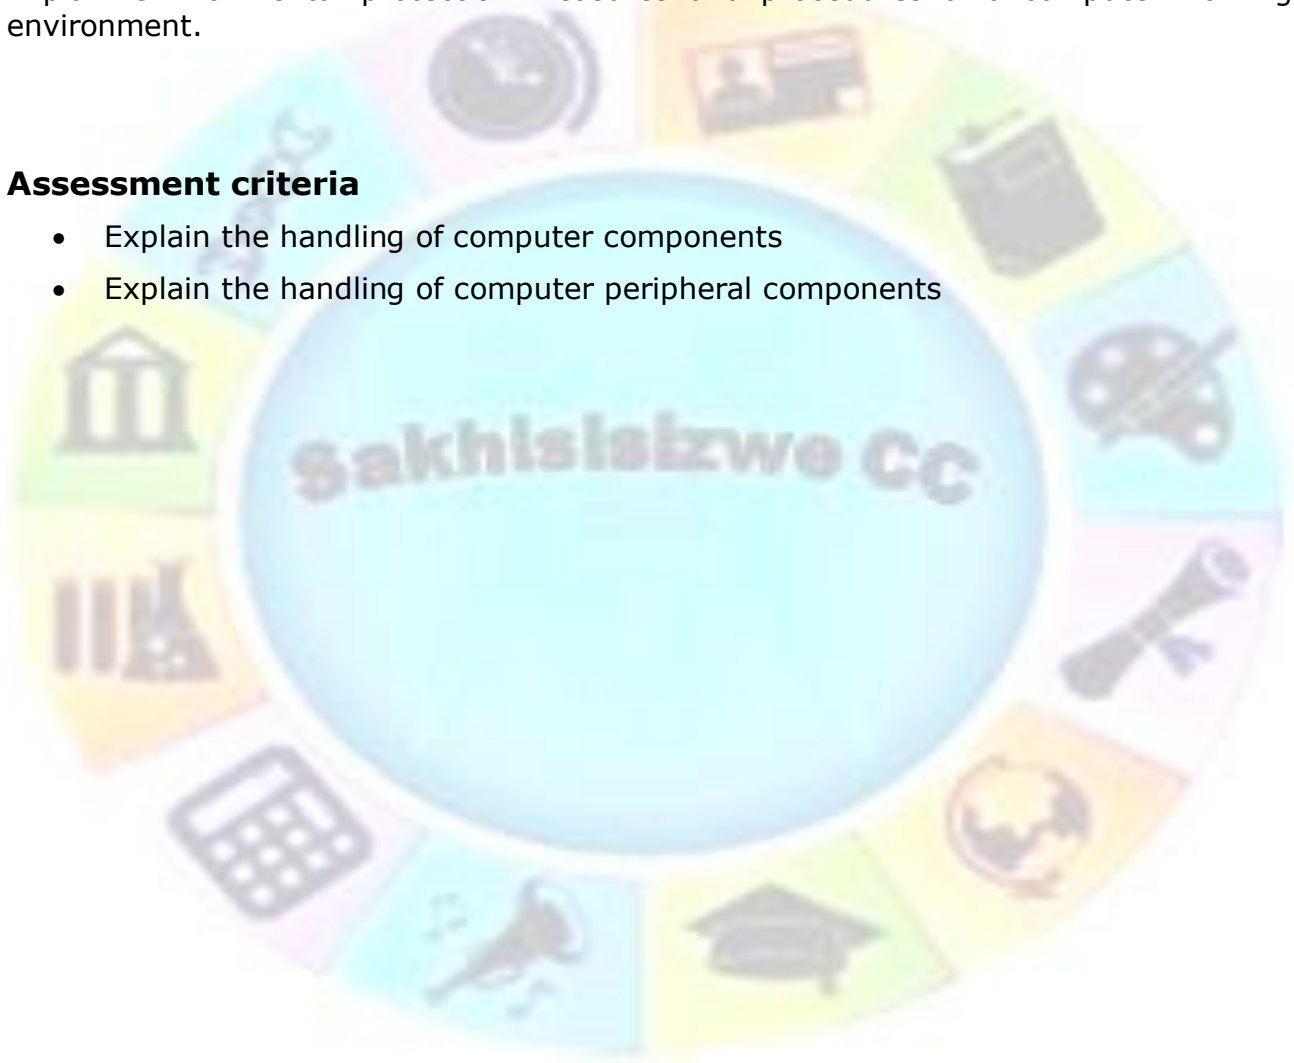 environment.
Assessment criteria
• Explain the handling of computer components
• Explain the handling of computer peripheral components
Sakhisisizwe Cc